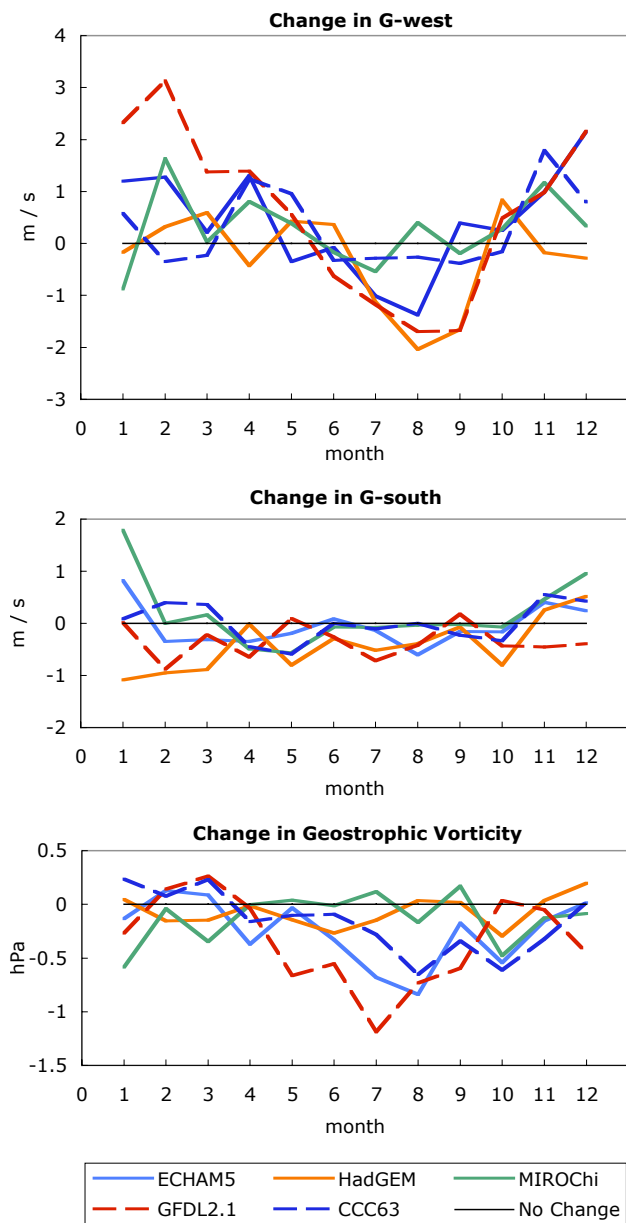 Change in G-west
4
3
2
1
0
-1
-2
-3
m / s
0 1 2 3 4 5 6 7 8 9 10 11 12
month
Change in G-south
2
1
0
-1
-2
m / s
0 1 2 3 4 5 6 7 8 9 10 11 12
month
Change in Geostrophic Vorticity
0.5
0
-0.5
-1
-1.5
hPa
0 1 2 3 4 5 6 7 8 9 10 11 12
month
ECHAM5 HadGEM MIROChi
GFDL2.1 CCC63 No Change